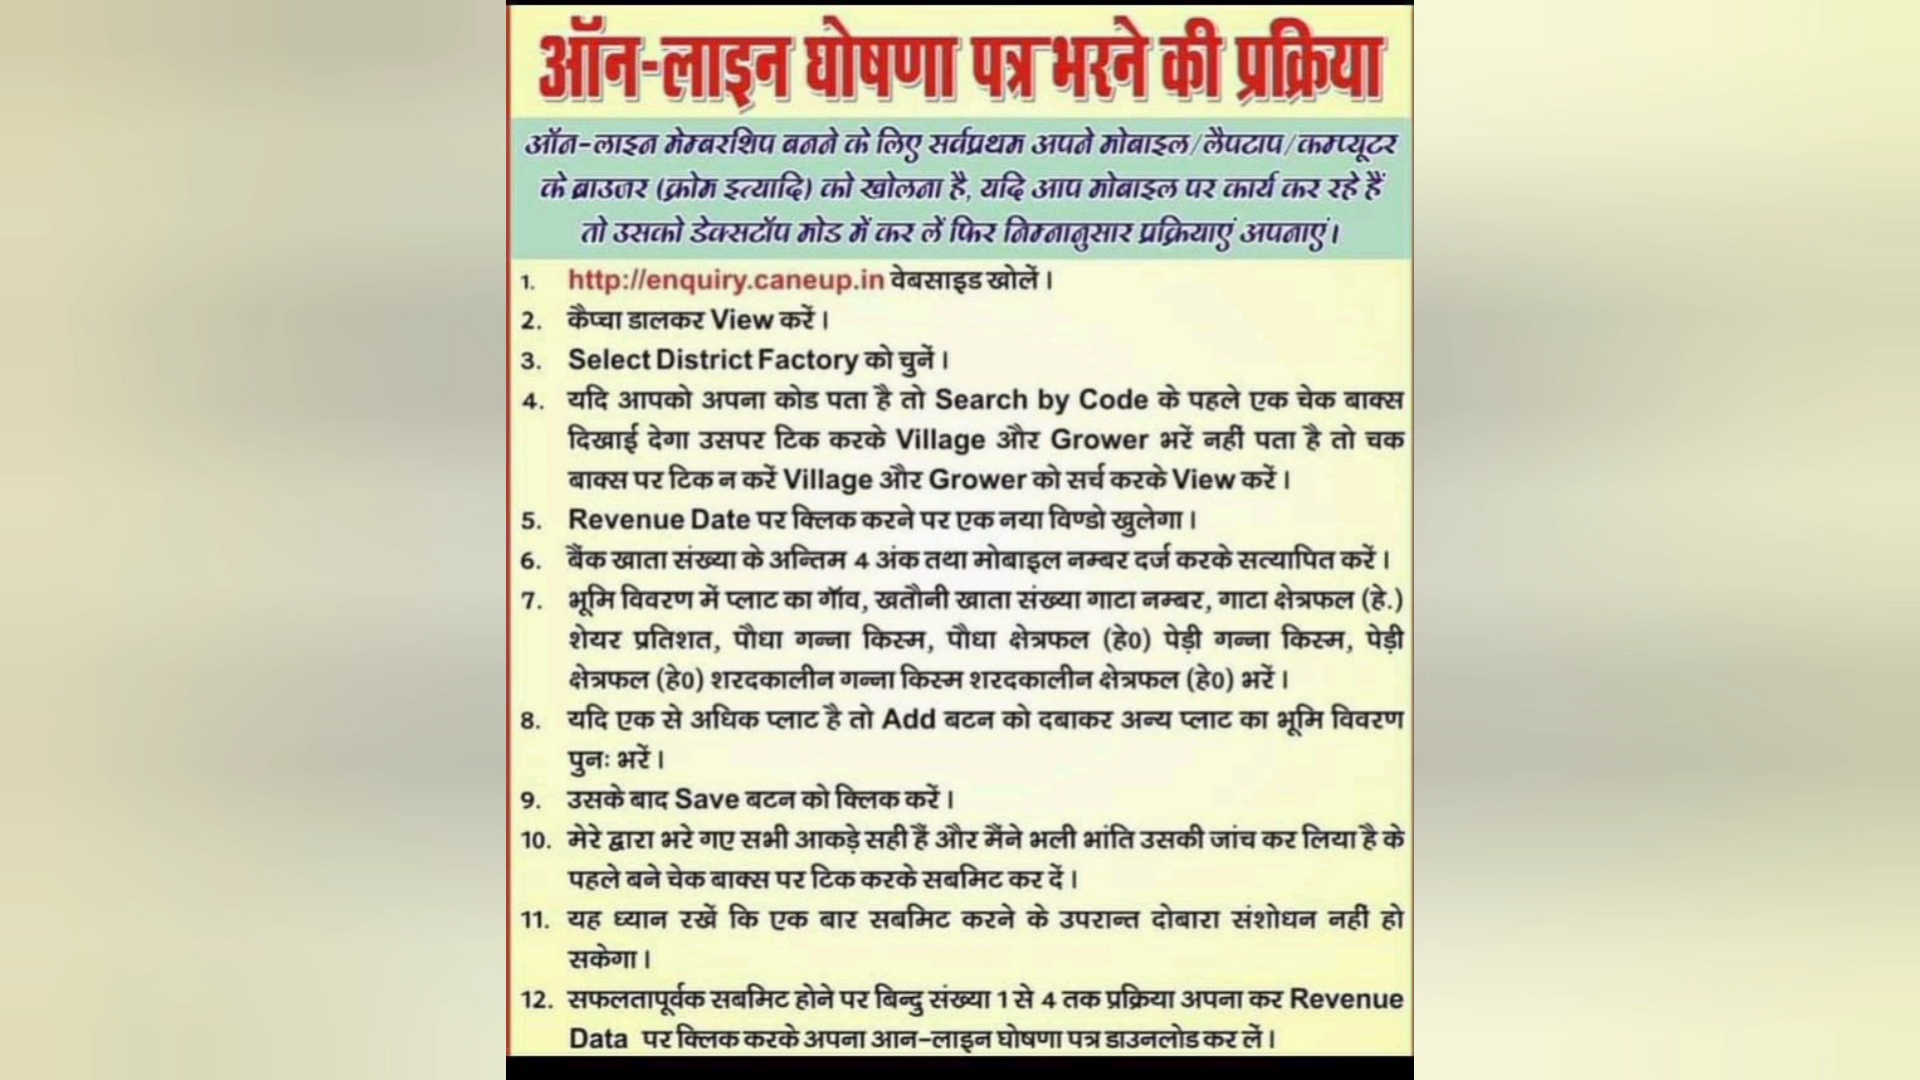 ऑन-लाइन घोषणा पत्र भरने की प्रक्रिया
ऑन-लाइन मेम्बरशिप बनने के लिए सर्वप्रथम अपने मोबाइल/लैपटाप/कम्प्यूटर
के ब्राउजर (क्रोम इत्यादि) को खोलना है, यदि आप मोबाइल पर कार्य कर रहे हैं
तो उसको डेक्सटॉप मोड में कर लें फिर निम्नानुसार प्रक्रियाएं अपनाएं।
1. http://enquiry.caneup.in वेबसाइड खोलें।
2. कैप्चा डालकर View करें।
3. Select District Factory को चुनें।
4. यदि आपको अपना कोड पता है तो Search by Code के पहले एक चेक बाक्स
दिखाई देगा उसपर टिक करके Village और Grower भरें नहीं पता है तो चक
बाक्स पर टिक न करें Village और Grower को सर्च करके View करें।
5. Revenue Date पर क्लिक करने पर एक नया विण्डो खुलेगा।
6. बैंक खाता संख्या के अन्तिम 4 अंक तथा मोबाइल नम्बर दर्ज करके सत्यापित करें।
7. भूमि विवरण में प्लाट का गॉव, खतौनी खाता संख्या गाटा नम्बर, गाटा क्षेत्रफल (हे.)
शेयर प्रतिशत, पौधा गन्ना किस्म, पौधा क्षेत्रफल (हे0) पेड़ी गन्ना किस्म, पेड़ी
क्षेत्रफल (हे0) शरदकालीन गन्ना किस्म शरदकालीन क्षेत्रफल (हे0) भरें।
8. यदि एक से अधिक प्लाट है तो Add बटन को दबाकर अन्य प्लाट का भूमि विवरण
पुनः भरें।
9. उसके बाद Save बटन को क्लिक करें।
10. मेरे द्वारा भरे गए सभी आकड़े सही हैं और मैंने भली भांति उसकी जांच कर लिया है के
पहले बने चेक बाक्स पर टिक करके सबमिट कर दें।
11. यह ध्यान रखें कि एक बार सबमिट करने के उपरान्त दोबारा संशोधन नहीं हो
सकेगा।
12. सफलतापूर्वक सबमिट होने पर बिन्दु संख्या 1 से 4 तक प्रक्रिया अपना कर Revenue
Data पर क्लिक करके अपना आन-लाइन घोषणा पत्र डाउनलोड कर लें।